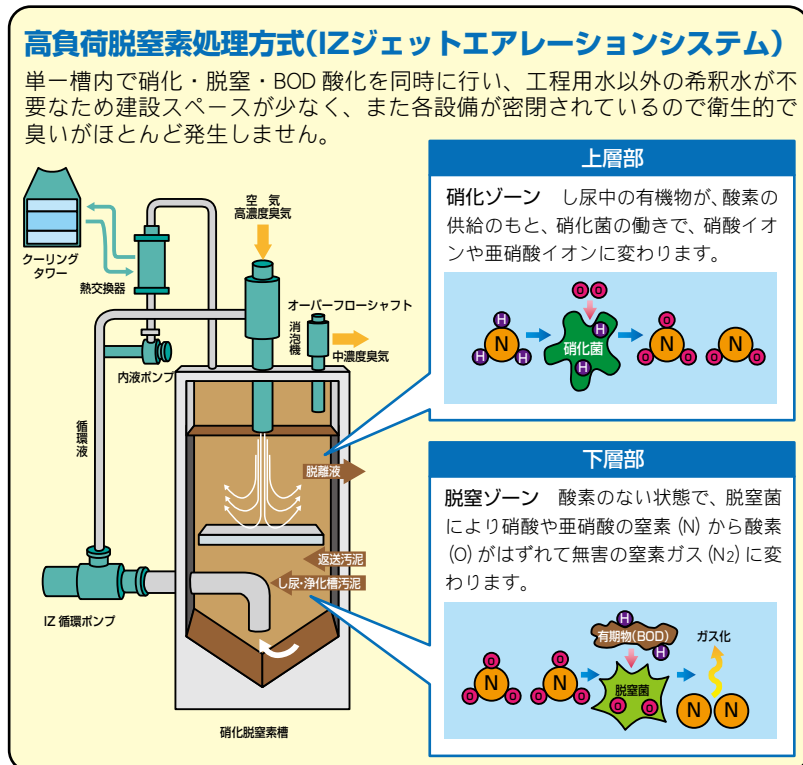 高負荷脱窒素処理方式(IZジェットエアレーションシステム)
単一槽内で硝化・脱窒・BOD 酸化を同時に行い、工程用水以外の希釈水が不
要なため建設スペースが少なく、また各設備が密閉されているので衛生的で
臭いがほとんど発生しません。
クーリング
タワー
熱交換器
内液ポンプ
空 気
高濃度臭気
オーバーフローシャフト
消泡機
中濃度臭気
循環液
脱離液
返送汚泥
し尿・浄化槽汚泥
IZ 循環ポンプ
硝化脱窒素槽
上層部
硝化ゾーン し尿中の有機物が、酸素の
供給のもと、硝化菌の働きで、硝酸イオ
ンや亜硝酸イオンに変わります。
O O
H N H H
硝化菌
H H
N O O O
N O O
下層部
脱窒ゾーン 酸素のない状態で、脱窒菌
により硝酸や亜硝酸の窒素 (N) から酸素
(O) がはずれて無害の窒素ガス (N2) に変
わります。
H
有期物(BOD)
H
ガス化
N O O O
N O O O
脱窒菌
O O
N N